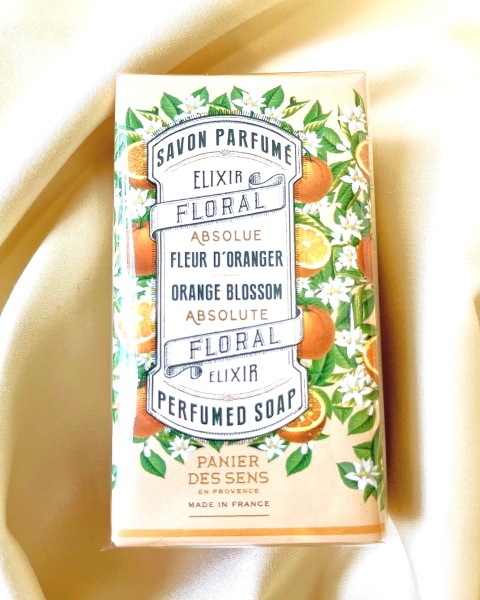 SAVON PARFUMÉ
ELIXIR
FLORAL
ABSOLUE
FLEUR D'ORANGER
ORANGE BLOSSOM
ABSOLUTE
FLORAL
ELIXIR
PERFUMED SOAP
PANIER
DES SENS
EN PROVENCE
MADE IN FRANCE